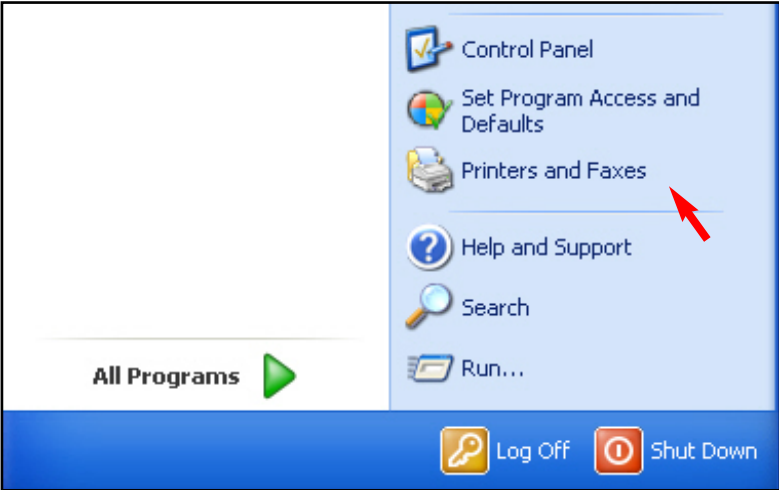 Control Panel
Set Program Access and
Defaults
Printers and Faxes
Help and Support
Search
Run...
All Programs
Log Off
Shut Down